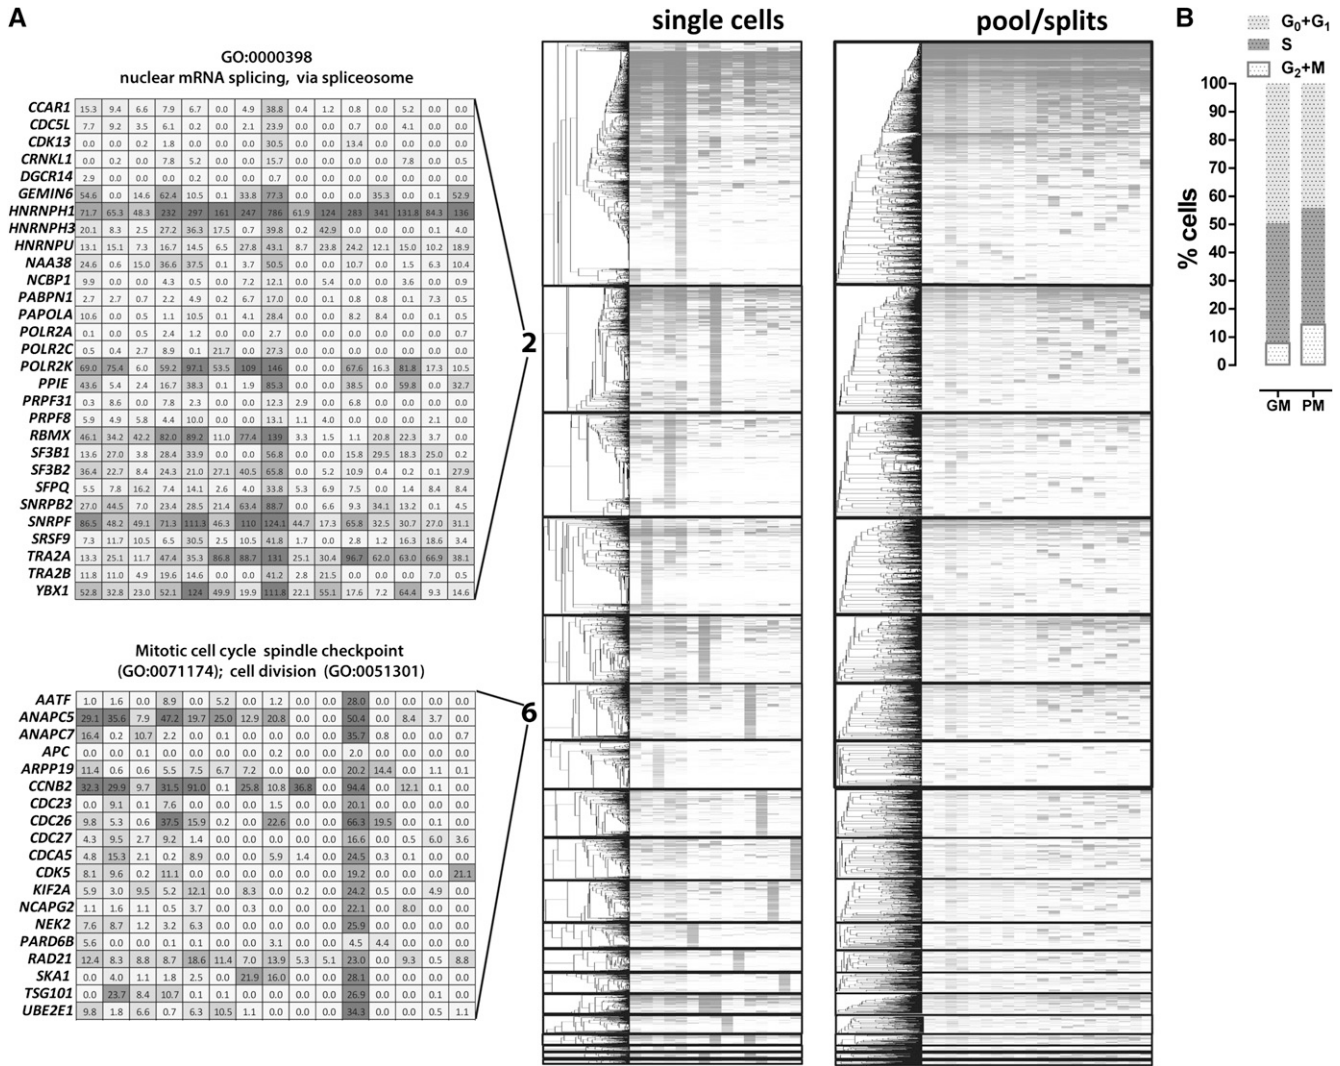 A
single cells
pool/splits
B
G0+G1
S
G2+M
GO:0000398
nuclear mRNA splicing, via spliceosome
CCAR1 15.3 9.4 6.6 7.9 6.7 0.0 4.9 38.8 0.4 1.2 0.8 0.0 5.2 0.0 0.0
CDC5L 7.7 9.2 3.5 6.1 0.2 0.0 2.1 23.9 0.0 0.0 0.7 0.0 4.1 0.0 0.0
CDK13 0.0 0.0 0.2 1.8 0.0 0.0 0.0 30.5 0.0 0.0 13.4 0.0 0.0 0.0 0.0
CRNKL1 0.0 0.2 0.0 7.8 5.2 0.0 0.0 15.7 0.0 0.0 0.0 0.0 7.8 0.0 0.5
DGCR14 2.9 0.0 0.0 0.0 0.0 0.0 0.0 0.7 0.0 0.0 0.0 0.0 0.0 0.0 0.0
GEMIN6 54.6 0.0 14.6 62.4 10.5 0.1 33.8 77.3 0.0 0.0 0.0 35.3 0.0 0.1 52.9
HNRNPH1 71.7 65.3 48.3 232 297 161 247 786 61.9 124 283 341 131.8 84.3 136
HNRNPH3 20.1 8.3 2.5 27.2 36.3 17.5 0.7 39.8 0.2 42.9 0.0 0.0 0.0 0.1 4.0
HNRNPU 13.1 15.1 7.3 16.7 14.5 6.5 27.8 43.1 8.7 23.8 24.2 12.1 15.0 10.2 18.9
NAA38 24.6 0.6 15.0 36.6 37.5 0.1 3.7 50.5 0.0 0.0 10.7 0.0 1.5 6.3 10.4
NCBP1 9.9 0.0 0.0 4.3 0.5 0.0 7.2 12.1 0.0 5.4 0.0 0.0 3.6 0.0 0.9
PABPN1 2.7 2.7 0.7 2.2 4.9 0.2 6.7 17.0 0.0 0.1 0.8 0.8 0.1 7.3 0.5
PAPOLA 10.6 0.0 0.5 1.1 10.5 0.1 4.1 28.4 0.0 0.0 8.2 8.4 0.0 0.1 0.5
POLR2A 0.1 0.0 0.5 2.4 1.2 0.0 0.0 2.7 0.0 0.0 0.0 0.0 0.0 0.0 0.7
POLR2C 0.5 0.4 2.7 8.9 0.1 21.7 0.0 27.3 0.0 0.0 0.0 0.0 0.0 0.0 0.0
POLR2K 69.0 75.4 6.0 59.2 97.1 53.5 109 146 0.0 0.0 67.6 16.3 81.8 17.3 10.5
PPIE 43.6 5.4 2.4 16.7 38.3 0.1 1.9 85.3 0.0 0.0 38.5 0.0 59.8 0.0 32.7
PRPF31 0.3 8.6 0.0 7.8 2.3 0.0 0.0 12.3 2.9 0.0 6.8 0.0 0.0 0.0 0.0
PRPF8 5.9 4.9 5.8 4.4 10.0 0.0 0.1 13.1 1.1 4.0 0.0 0.0 0.0 2.1 0.0
RBMX 46.1 34.2 42.2 82.0 89.2 11.0 77.4 139 3.3 1.5 1.1 20.8 22.3 3.7 0.0
SF3B1 13.6 27.0 3.8 28.4 33.9 0.0 0.0 56.8 0.0 0.0 15.8 29.5 18.3 25.0 0.2
SF3B2 36.4 22.7 8.4 24.3 21.0 27.1 40.5 65.8 0.0 5.2 10.9 0.4 0.2 0.1 27.9
SFPQ 5.5 7.8 16.2 7.4 14.1 2.6 4.0 33.8 5.3 6.9 7.5 0.0 1.4 8.4 8.4
SNRPB2 27.0 44.5 7.0 23.4 28.5 21.4 63.4 88.7 0.0 6.6 9.3 34.1 13.2 0.1 4.5
SNRPF 86.5 48.2 49.1 71.3 111.3 46.3 110 124.1 44.7 17.3 65.8 32.5 30.7 27.0 31.1
SRSF9 7.3 11.7 10.5 6.5 30.5 2.5 10.5 41.8 1.7 0.0 2.8 1.2 16.3 18.6 3.4
TRA2A 13.3 25.1 11.7 47.4 35.3 86.8 88.7 131 25.1 30.4 96.7 62.0 63.0 66.9 38.1
TRA2B 11.8 11.0 4.9 19.6 14.6 0.0 0.0 41.2 2.8 21.5 0.0 0.0 0.0 7.0 0.5
YBX1 52.8 32.8 23.0 52.1 124 49.9 19.9 111.8 22.1 55.1 17.6 7.2 64.4 9.3 14.6
2
Mitotic cell cycle spindle checkpoint
(GO:0071174); cell division (GO:0051301)
AATF 1.0 1.6 0.0 8.9 0.0 5.2 0.0 1.2 0.0 0.0 28.0 0.0 0.0 0.0 0.0
ANAPC5 29.1 35.6 7.9 47.2 19.7 25.0 12.9 20.8 0.0 0.0 50.4 0.0 8.4 3.7 0.0
ANAPC7 16.4 0.2 10.7 2.2 0.0 0.1 0.0 0.0 0.0 0.0 35.7 0.8 0.0 0.0 0.7
APC 0.0 0.0 0.1 0.0 0.0 0.0 0.0 0.2 0.0 0.0 2.0 0.0 0.0 0.0 0.0
ARPP19 11.4 0.6 0.6 5.5 7.5 6.7 7.2 0.0 0.0 0.0 20.2 14.4 0.0 1.1 0.1
CCNB2 32.3 29.9 9.7 31.5 91.0 0.1 25.8 10.8 36.8 0.0 94.4 0.0 12.1 0.1 0.0
CDC23 0.0 9.1 0.1 7.6 0.0 0.0 0.0 1.5 0.0 0.0 20.1 0.0 0.0 0.0 0.0
CDC26 9.8 5.3 0.6 37.5 15.9 0.2 0.0 22.6 0.0 0.0 66.3 19.5 0.0 0.0 0.0
CDC27 4.3 9.5 2.7 9.2 1.4 0.0 0.0 0.0 0.0 0.0 16.6 0.0 0.5 6.0 3.6
CDCA5 4.8 15.3 2.1 0.2 8.9 0.0 0.0 5.9 1.4 0.0 24.5 0.3 0.1 0.0 0.0
CDK5 8.1 9.6 0.2 11.1 0.0 0.0 0.0 0.0 0.0 0.0 19.2 0.0 0.0 0.0 21.1
KIF2A 5.9 3.0 9.5 5.2 12.1 0.0 8.3 0.0 0.2 0.0 24.2 0.5 0.0 4.9 0.0
NCAPG2 1.1 1.6 1.1 0.5 3.7 0.0 0.3 0.0 0.0 0.0 22.1 0.0 8.0 0.0 0.0
NEK2 7.6 8.7 1.2 3.2 6.3 0.0 0.0 0.0 0.0 0.0 25.9 0.0 0.0 0.0 0.0
PARD6B 5.6 0.0 0.0 0.1 0.1 0.0 0.0 3.1 0.0 0.0 4.5 4.4 0.0 0.0 0.0
RAD21 12.4 8.3 8.8 8.7 18.6 11.4 7.0 13.9 5.3 5.1 23.0 0.0 9.3 0.5 8.8
SKA1 0.0 4.0 1.1 1.8 2.5 0.0 21.9 16.0 0.0 0.0 28.1 0.0 0.0 0.0 0.0
TSG101 0.0 23.7 8.4 10.7 0.1 0.1 0.0 0.0 0.0 0.0 26.9 0.0 0.0 0.1 0.0
UBE2E1 9.8 1.8 6.6 0.7 6.3 10.5 1.1 0.0 0.0 0.0 34.3 0.0 0.0 0.5 1.1
6
% cells
100
90
80
70
60
50
40
30
20
10
0
GM PM